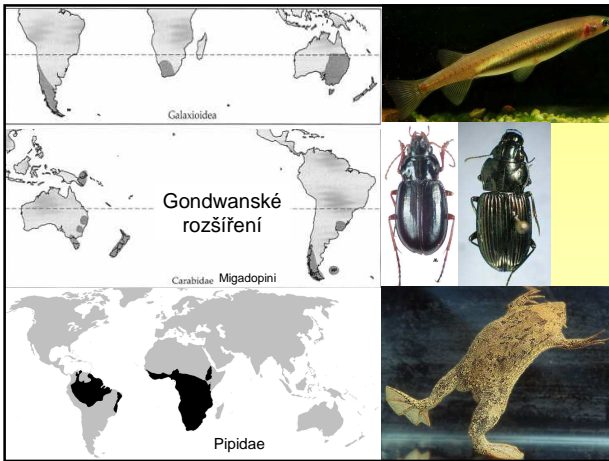 Galaxioidea
Gondwanské
rozšíření
Carabidae Migadopini
Pipidae